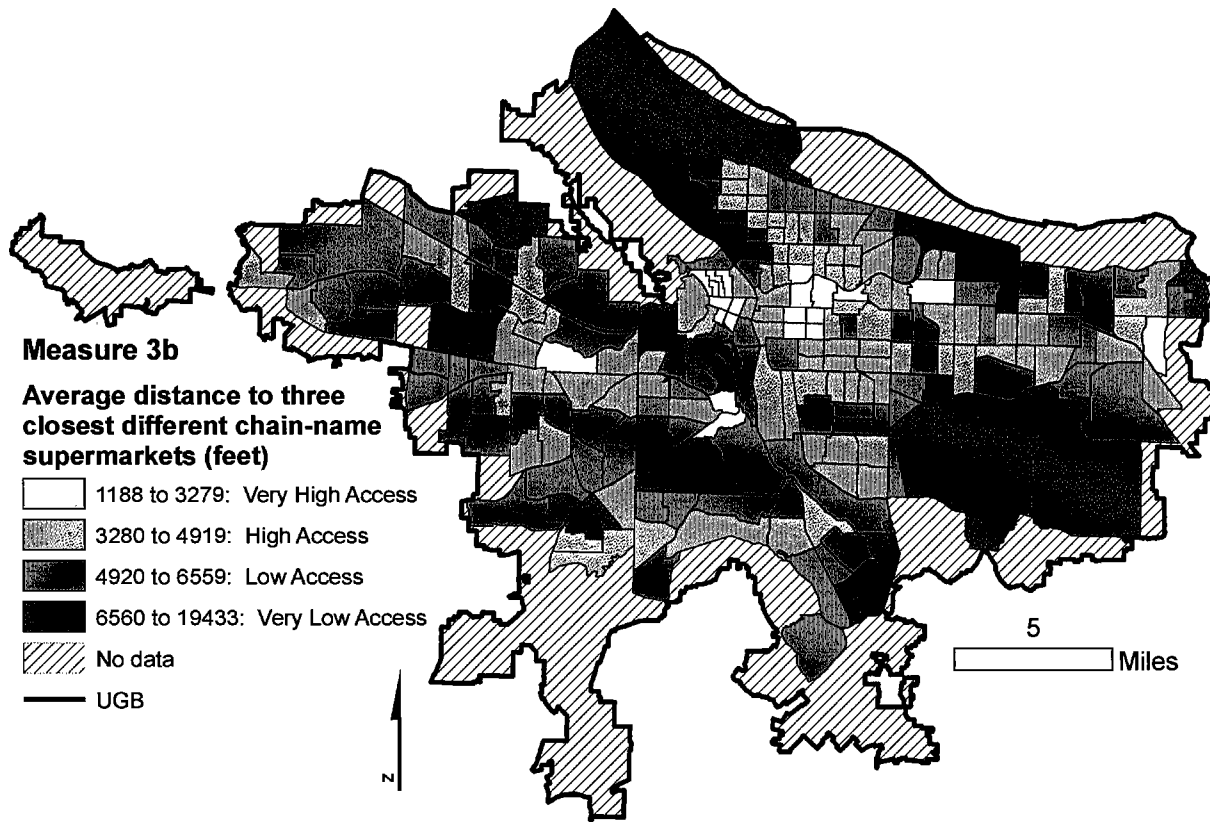 Measure 3b
Average distance to three
closest different chain-name
supermarkets (feet)
1188 to 3279: Very High Access
3280 to 4919: High Access
4920 to 6559: Low Access
6560 to 19433: Very Low Access
No data
UGB
N
5
Miles